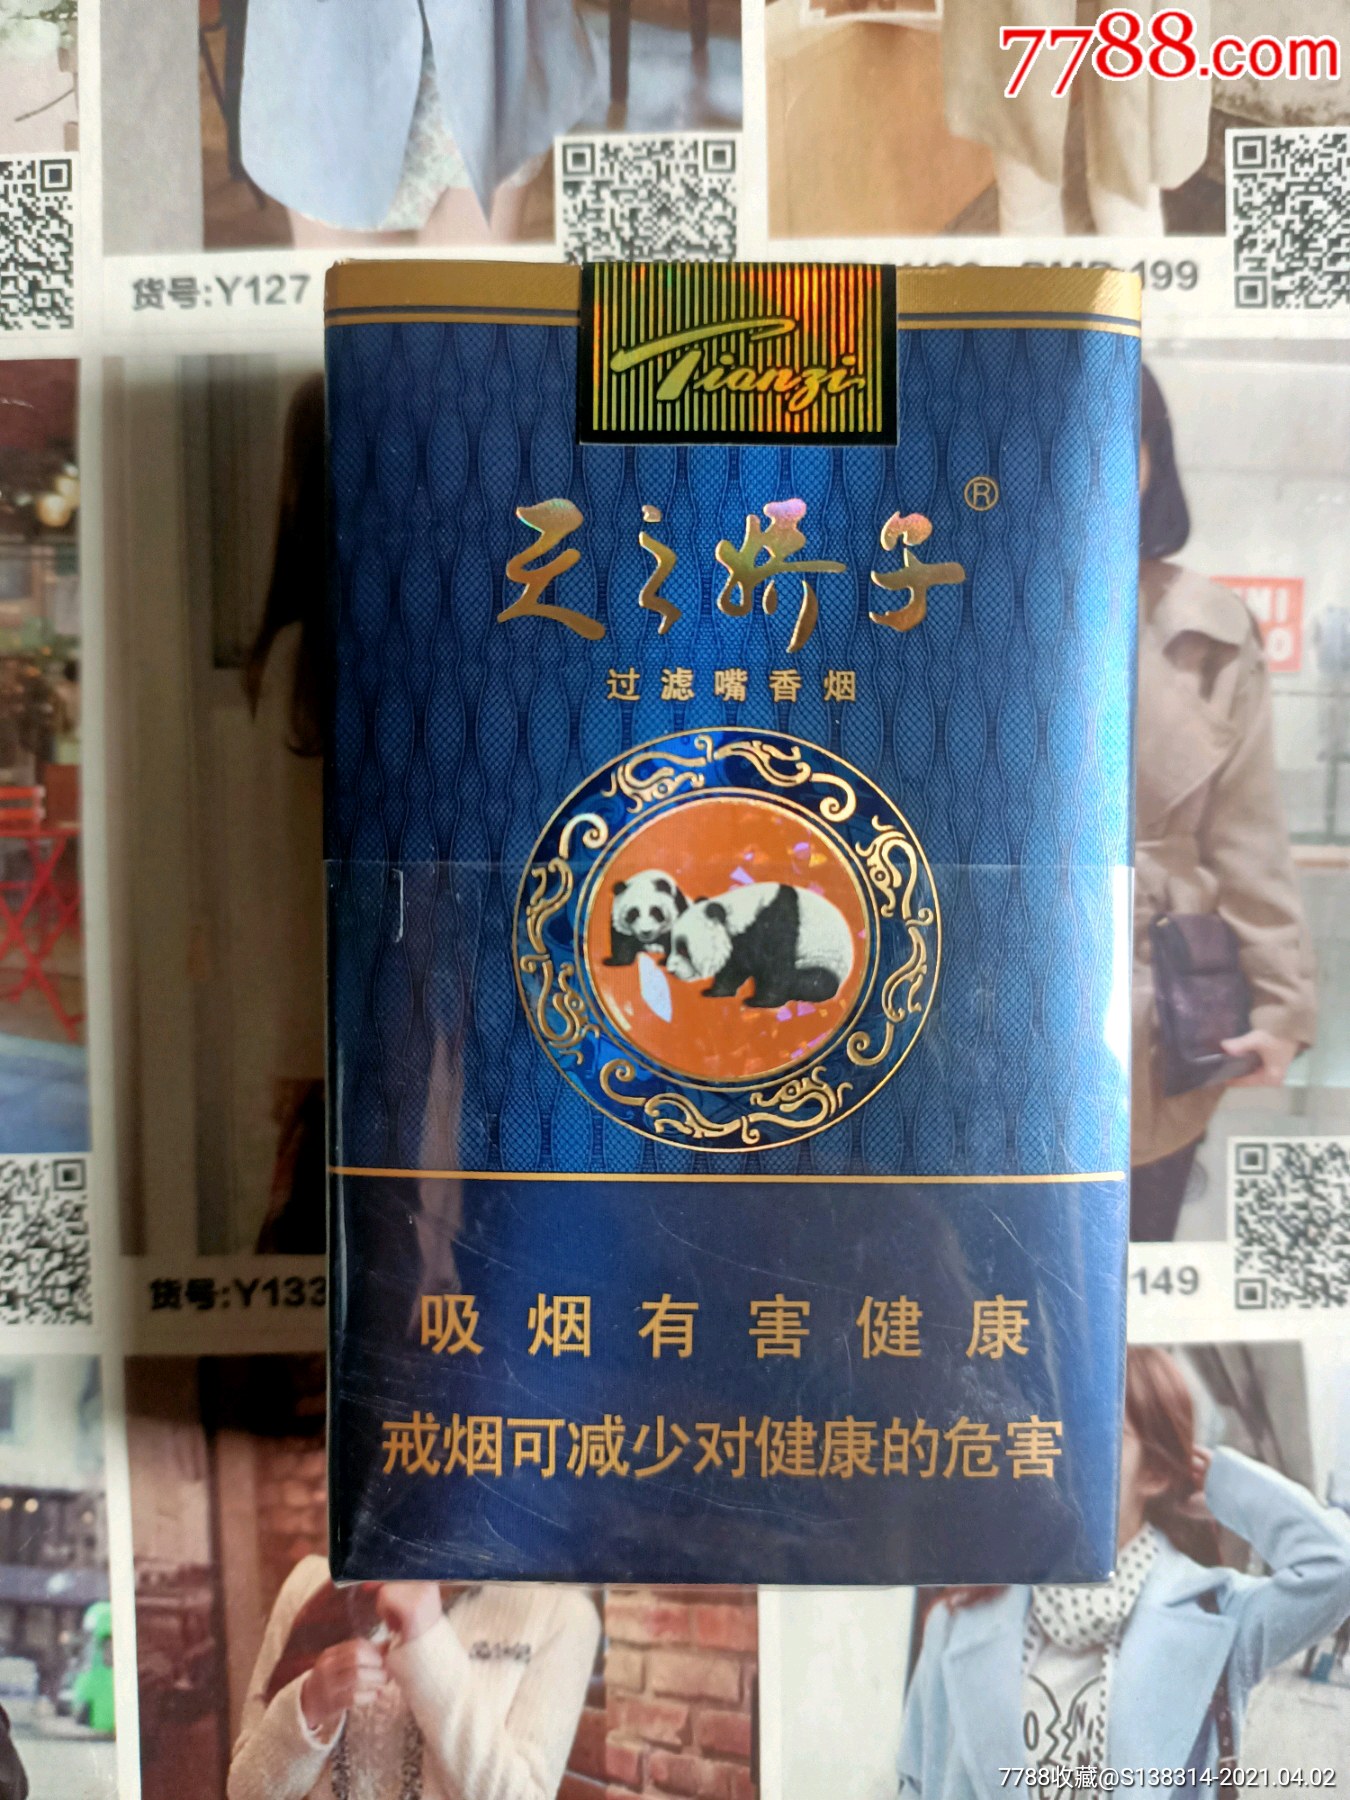 7788.com
货号:Y127
199
Tianzi
天之娇子®
过滤嘴香烟
货号:Y133
149
吸烟有害健康
戒烟可减少对健康的危害
7788收藏@S138314-2021.04.02